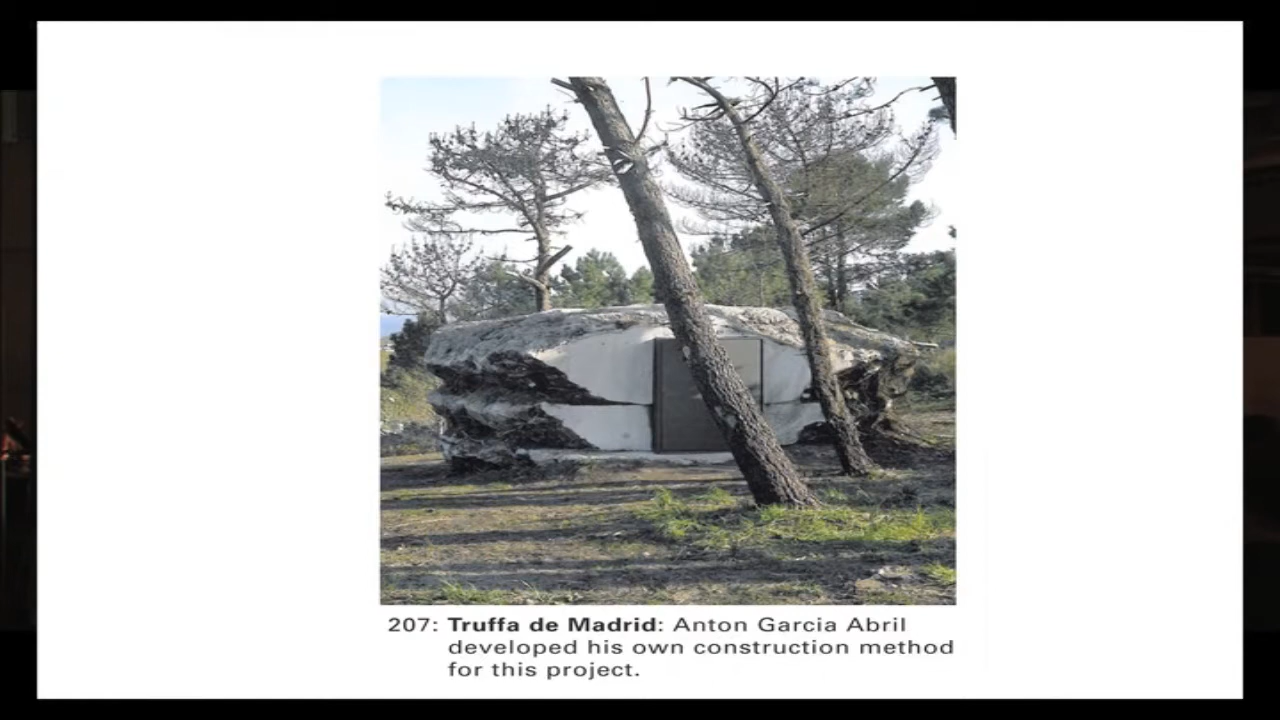 207: Truffa de Madrid: Anton Garcia Abril
developed his own construction method
for this project.